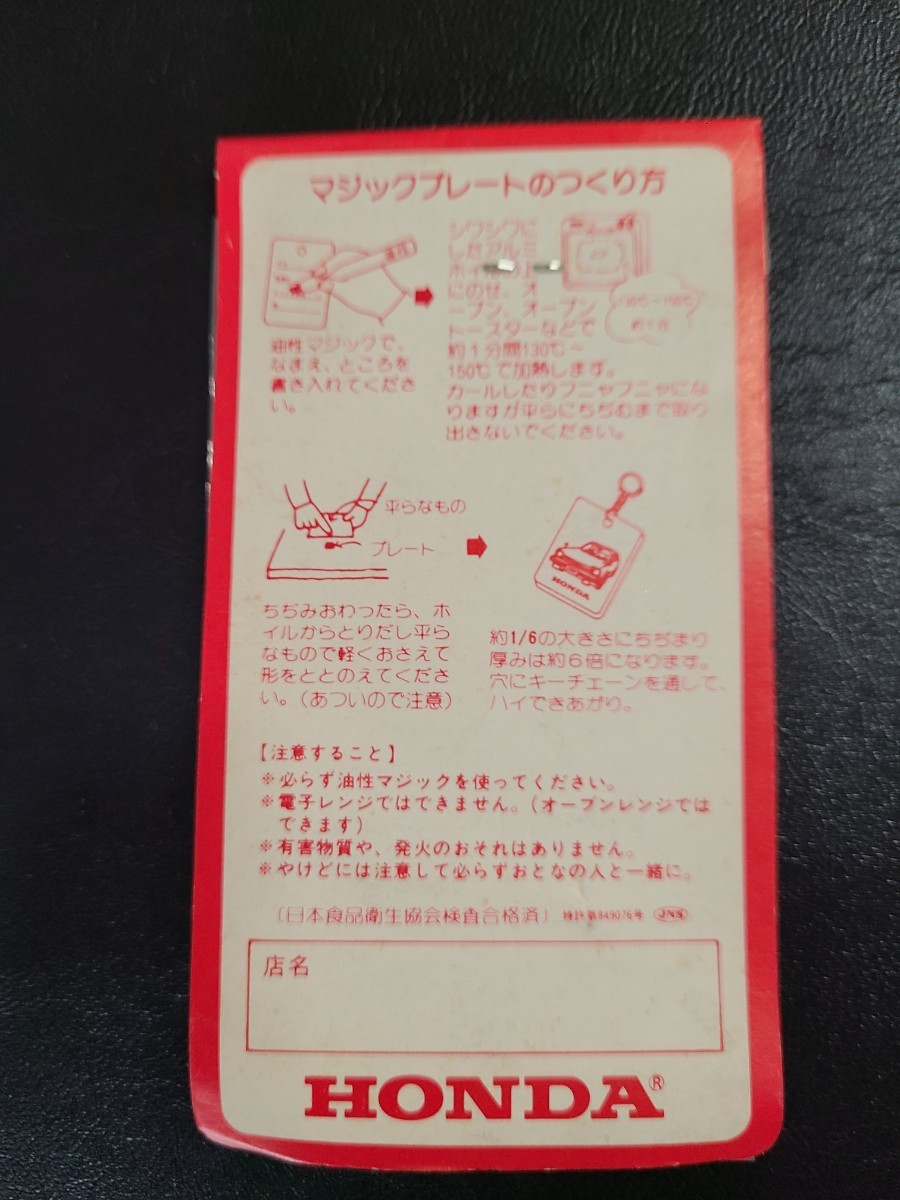 マジックプレートのつくり方
油性マジックで、
なまえ、ところを
書き入れてくださ
い。
シワシワに
したアルミ
ホイルの上
にのせ、オ
ーブン、オーブン
トースターなどで
約1分間130℃~
150℃で加熱します。
カールしたりフニャフニャにな
りますが平らにちぢむまで取り
出さないでください。
約1分
平らなもの
プレート
ちぢみおわったら、ホ
イルからとりだし平ら
なもので軽くおさえて
形をととのえてくださ
い。(あついので注意)
HONDA
約1/6の大きさにちぢまり
厚みは約6倍になります。
穴にキーチェーンを通して、
ハイできあがり。
【注意すること】
※必らず油性マジックを使ってください。
※電子レンジではできません。(オーブンレンジでは
できます)
※有害物質や、発火のおそれはありません。
※やけどには注意して必らずおとなの人と一緒に。
〔日本食品衛生協会検査合格済〕 特許第849076号 JNS
店名
HONDA®